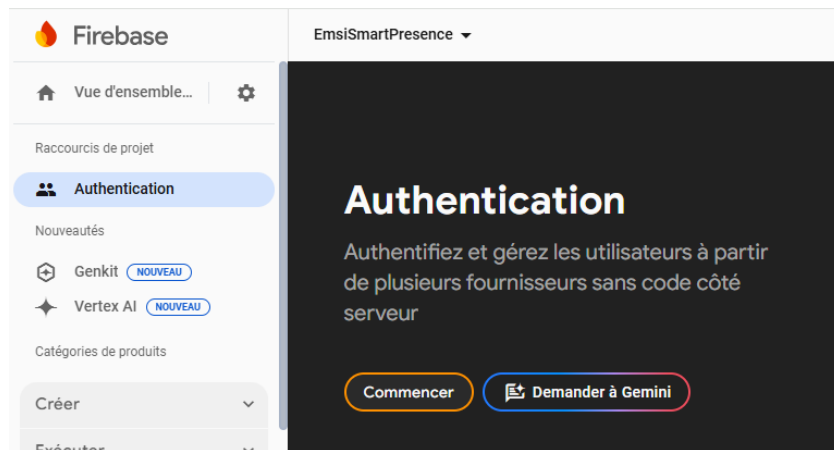 Firebase
EmsiSmartPresence
Vue d'ensemble...
Raccourcis de projet
Authentication
Nouveautés
Genkit NOUVEAU
Vertex AI NOUVEAU
Catégories de produits
Créer
Exécuter
Authentication
Authentifiez et gérez les utilisateurs à partir
de plusieurs fournisseurs sans code côté
serveur
Commencer
Demander à Gemini